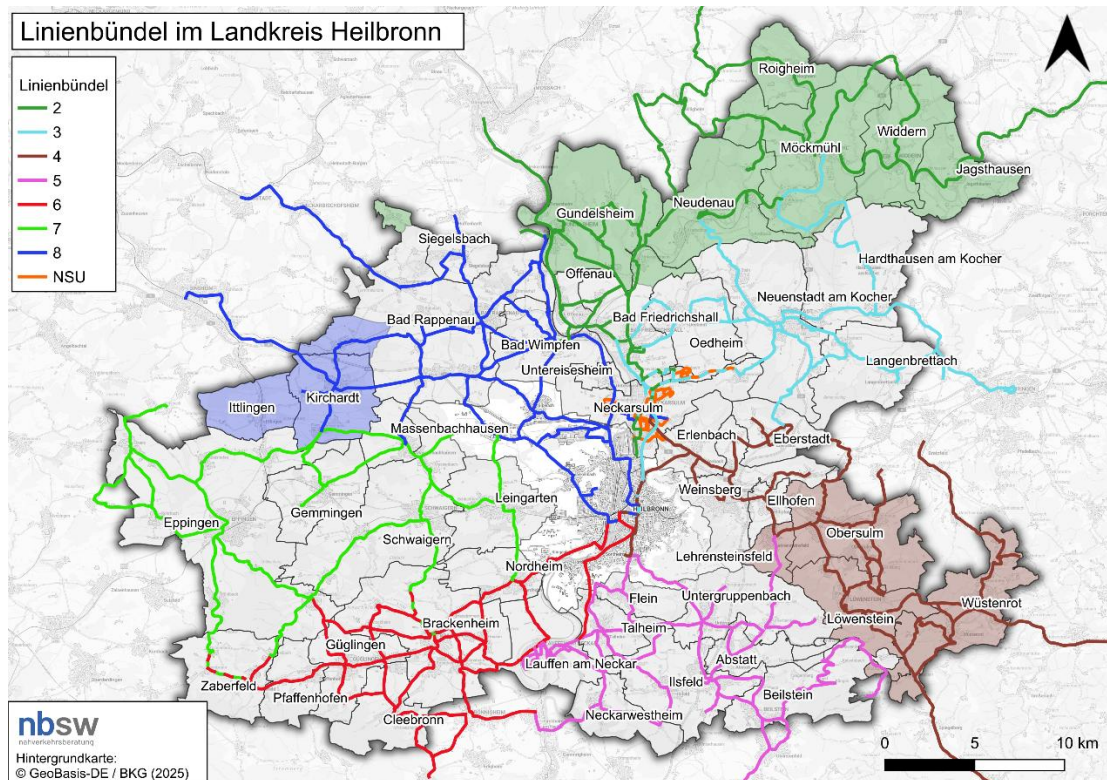 Linienbündel im Landkreis Heilbronn
Linienbündel
2
3
4
5
6
7
8
NSU
Roigheim
Widdern
Möckmühl
Jagsthausen
Neudenau
Gundelsheim
Siegelsbach
Hardthausen am Kocher
Offenau
Neuenstadt am Kocher
Bad Friedrichshall
Bad Rappenau
Bad Wimpfen
Oedheim
Langenbrettach
Untereisesheim
Kirchardt
Ittlingen
Neckarsulm
Massenbachhausen
Erlenbach
Eberstadt
Weinsberg
Ellhofen
Leingarten
Gemmingen
HEILBRONN
Eppingen
Obersulm
Schwaigern
Lehrensteinsfeld
Nordheim
Flein
Untergruppenbach
Wüstenrot
Löwenstein
Brackenheim
Talheim
Güglingen
Lauffen am Neckar
Abstatt
Zaberfeld
Ilsfeld
Pfaffenhofen
Beilstein
Cleebronn
Neckarwestheim
nbsw
nahverkehrsberatung
Hintergrundkarte:
© GeoBasis-DE / BKG (2025)
0 5 10 km